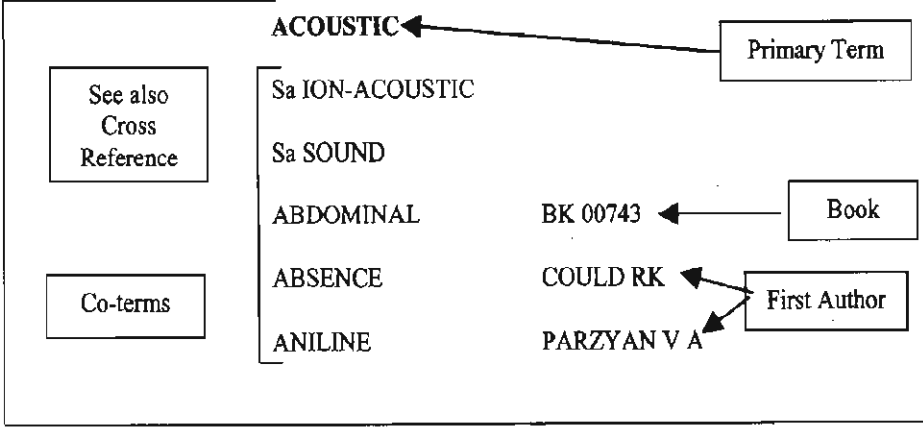 ACOUSTIC
Primary Term
See also
Cross
Reference
Sa ION-ACOUSTIC
Sa SOUND
ABDOMINAL BK 00743
Book
Co-terms
ABSENCE COULD RK
First Author
ANILINE PARZYAN V A